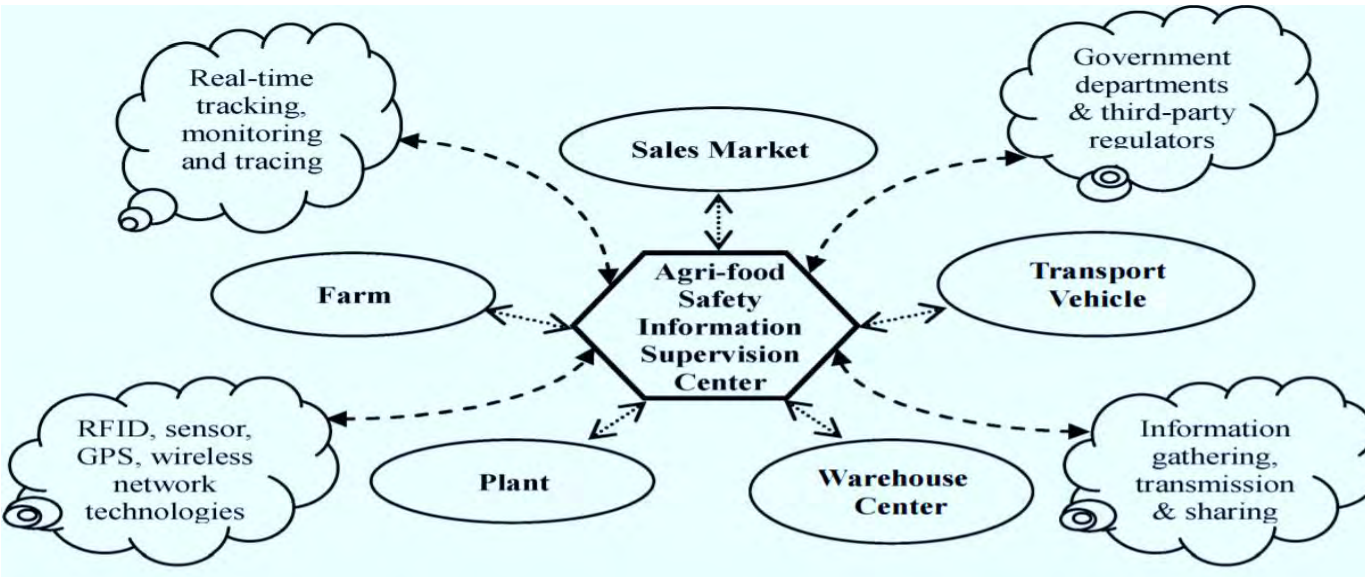 Real-time
tracking,
monitoring
and tracing
Government
departments
& third-party
regulators
Sales Market
Farm
Agri-food
Safety
Information
Supervision
Center
Transport
Vehicle
RFID, sensor,
GPS, wireless
network
technologies
Plant
Warehouse
Center
Information
gathering,
transmission
& sharing